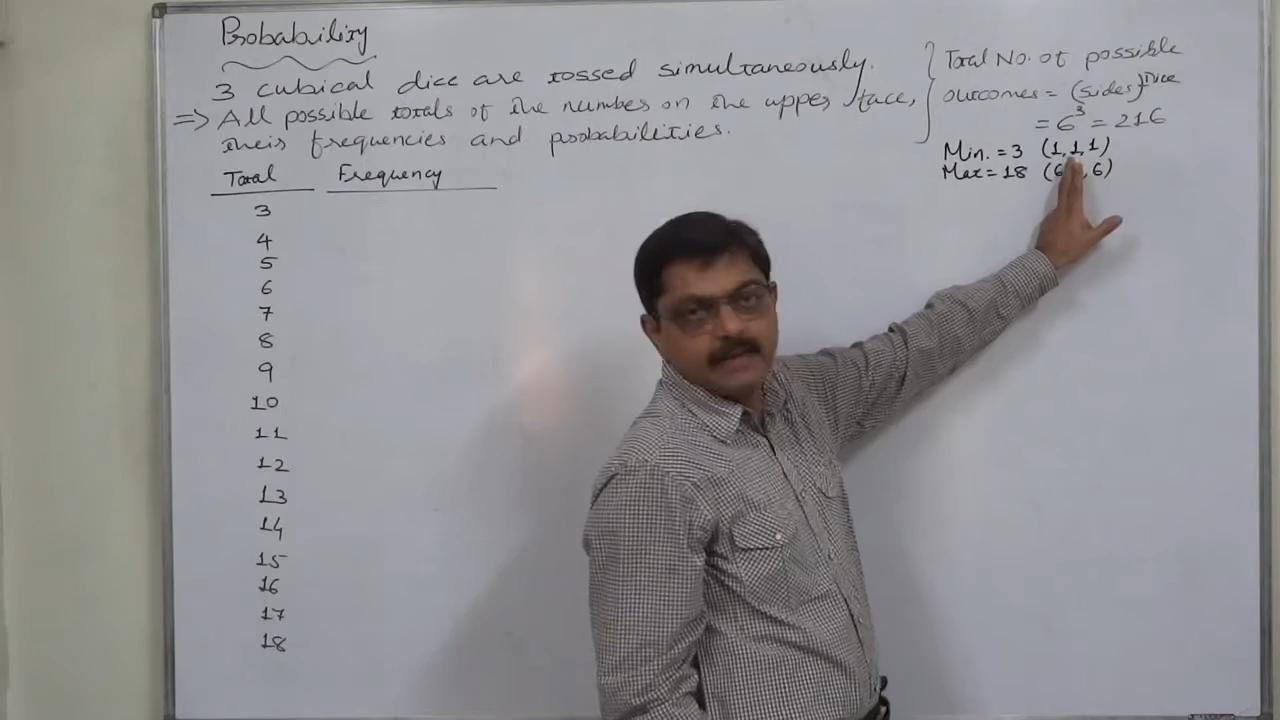 Probability
3 cubical dice are tossed simultaneously.
=> All possible totals of the numbers on the upper face,
their frequencies and probabilities.
Total No. of possible
outcomes = (sides)^Dice
= 6^3 = 216
Min. = 3 (1,1,1)
Max = 18 (6, ,6)
Total Frequency
3
4
5
6
7
8
9
10
11
12
13
14
15
16
17
18